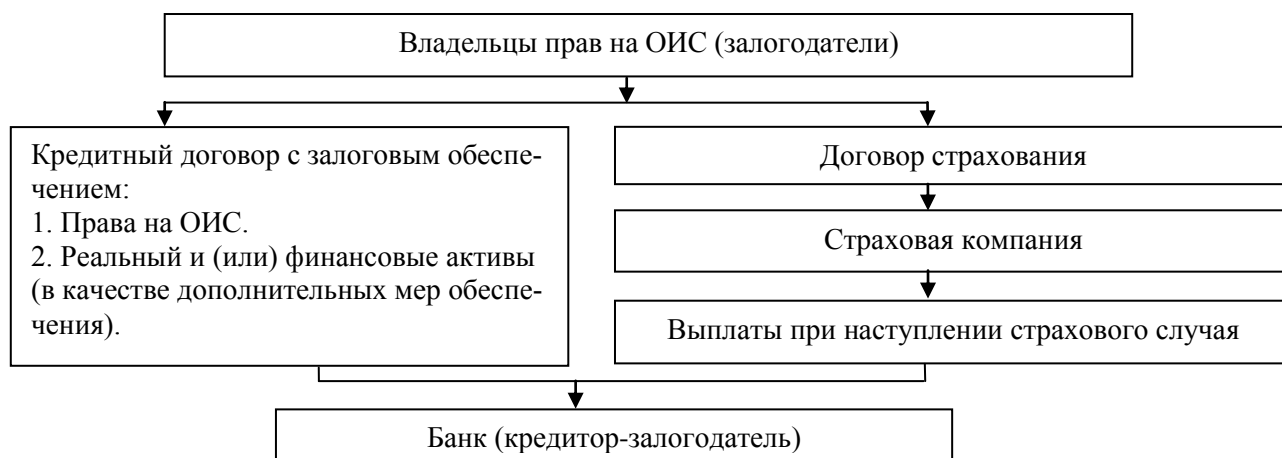 Владельцы прав на ОИС (залогодатели)
Кредитный договор с залоговым обеспе-
чением:
1. Права на ОИС.
2. Реальный и (или) финансовые активы
(в качестве дополнительных мер обеспе-
чения).
Договор страхования
Страховая компания
Выплаты при наступлении страхового случая
Банк (кредитор-залогодатель)